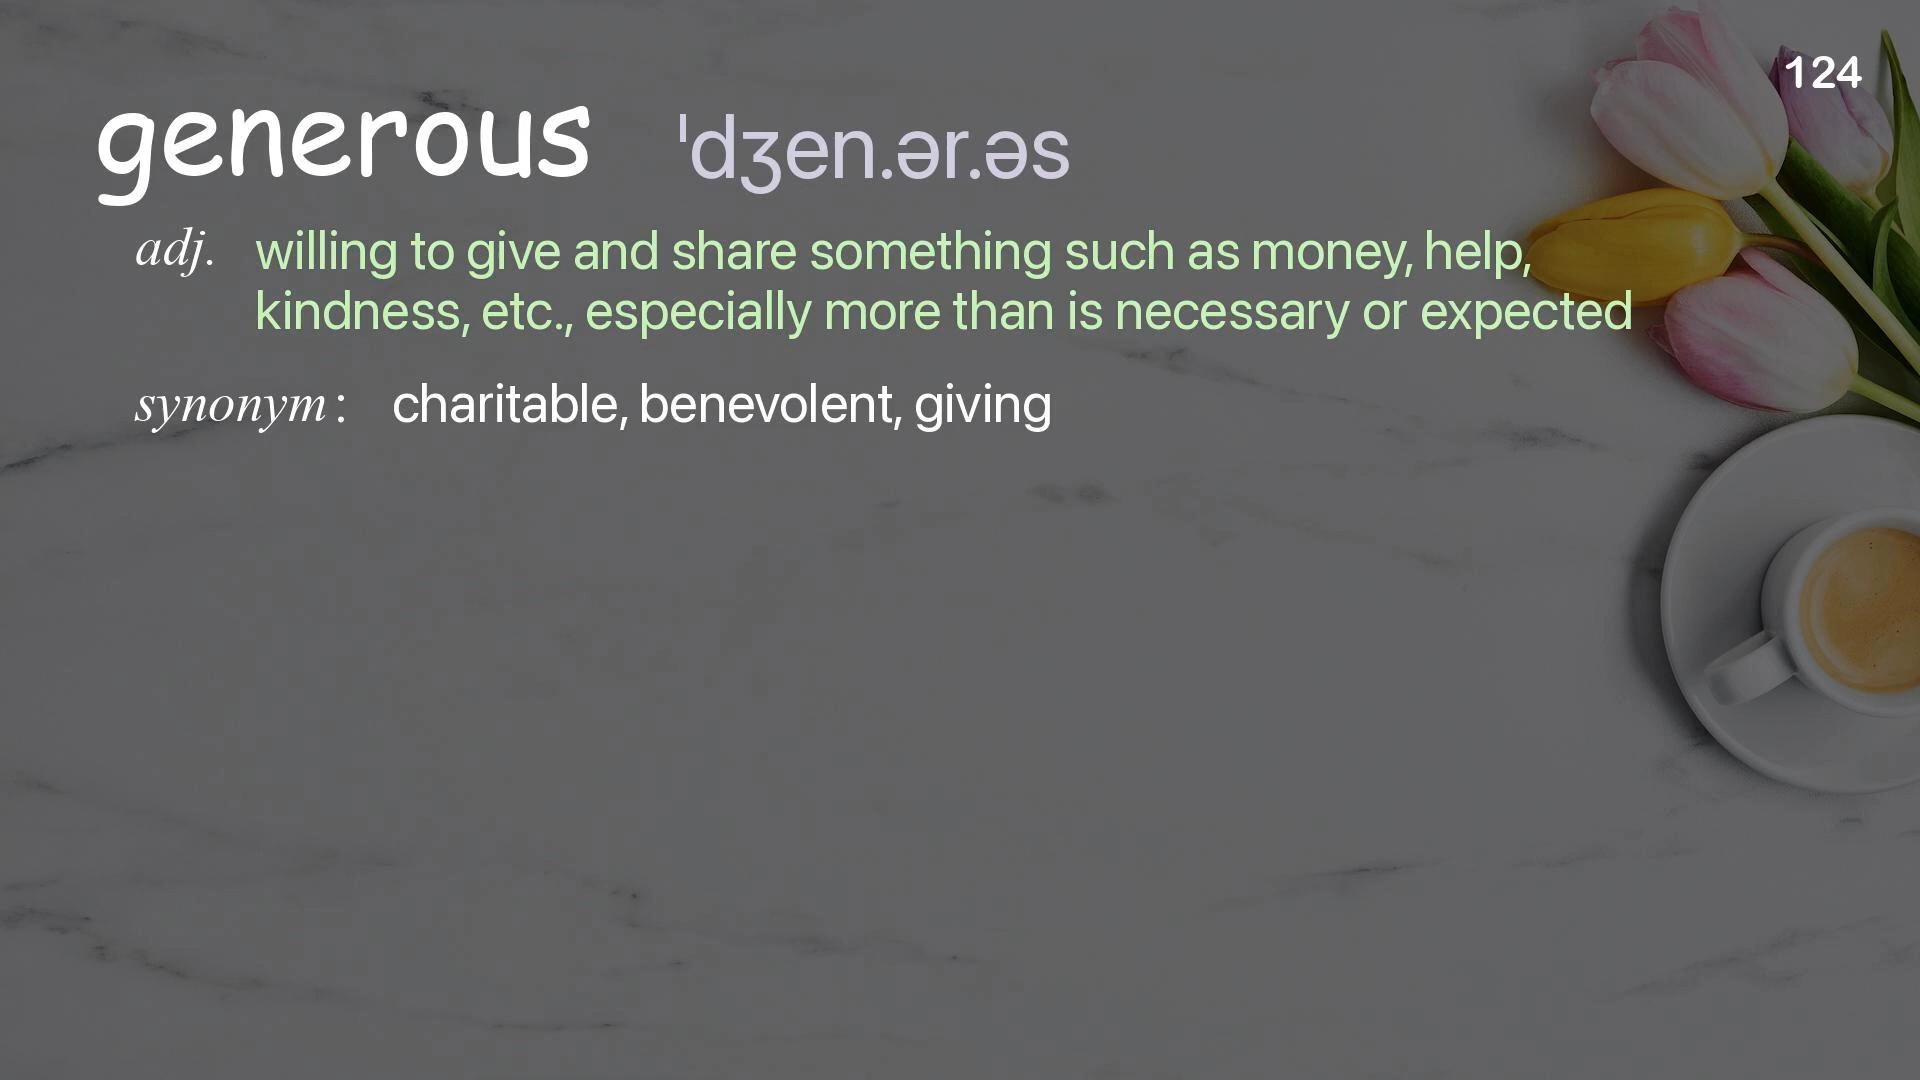 124
generous ˈdʒen.ər.əs
adj. willing to give and share something such as money, help,
kindness, etc., especially more than is necessary or expected
synonym: charitable, benevolent, giving